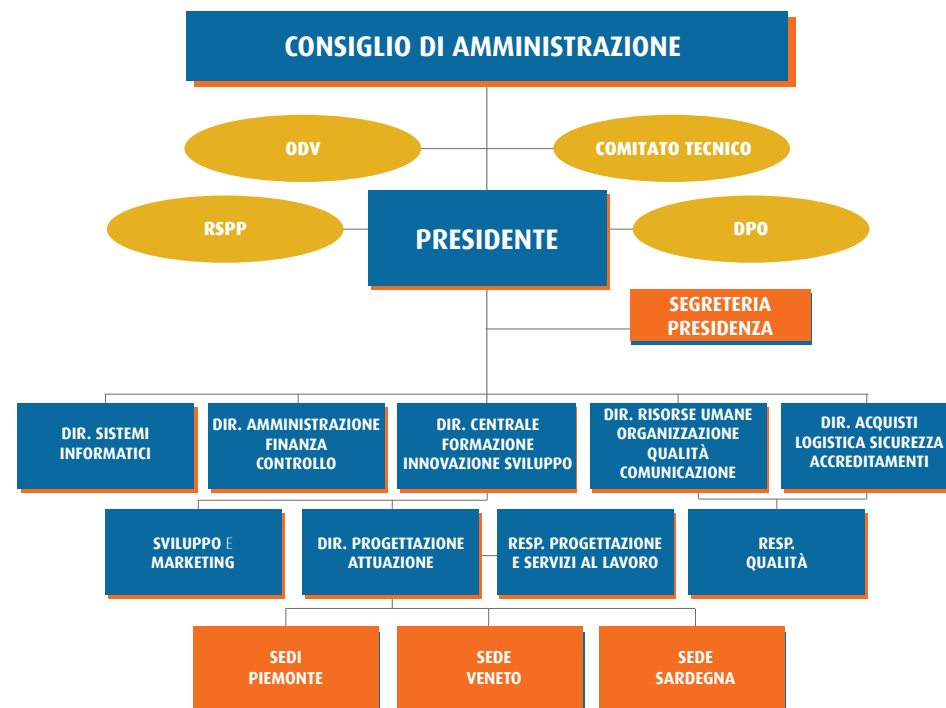 CONSIGLIO DI AMMINISTRAZIONE
ODV
COMITATO TECNICO
RSPP
PRESIDENTE
DPO
SEGRETERIA
PRESIDENZA
DIR. SISTEMI
INFORMATICI
DIR. AMMINISTRAZIONE
FINANZA
CONTROLLO
DIR. CENTRALE
FORMAZIONE
INNOVAZIONE SVILUPPO
DIR. RISORSE UMANE
ORGANIZZAZIONE
QUALITÀ
COMUNICAZIONE
DIR. ACQUISTI
LOGISTICA SICUREZZA
ACCREDITAMENTI
SVILUPPO E
MARKETING
DIR. PROGETTAZIONE
ATTUAZIONE
RESP. PROGETTAZIONE
E SERVIZI AL LAVORO
RESP.
QUALITÀ
SEDI
PIEMONTE
SEDE
VENETO
SEDE
SARDEGNA